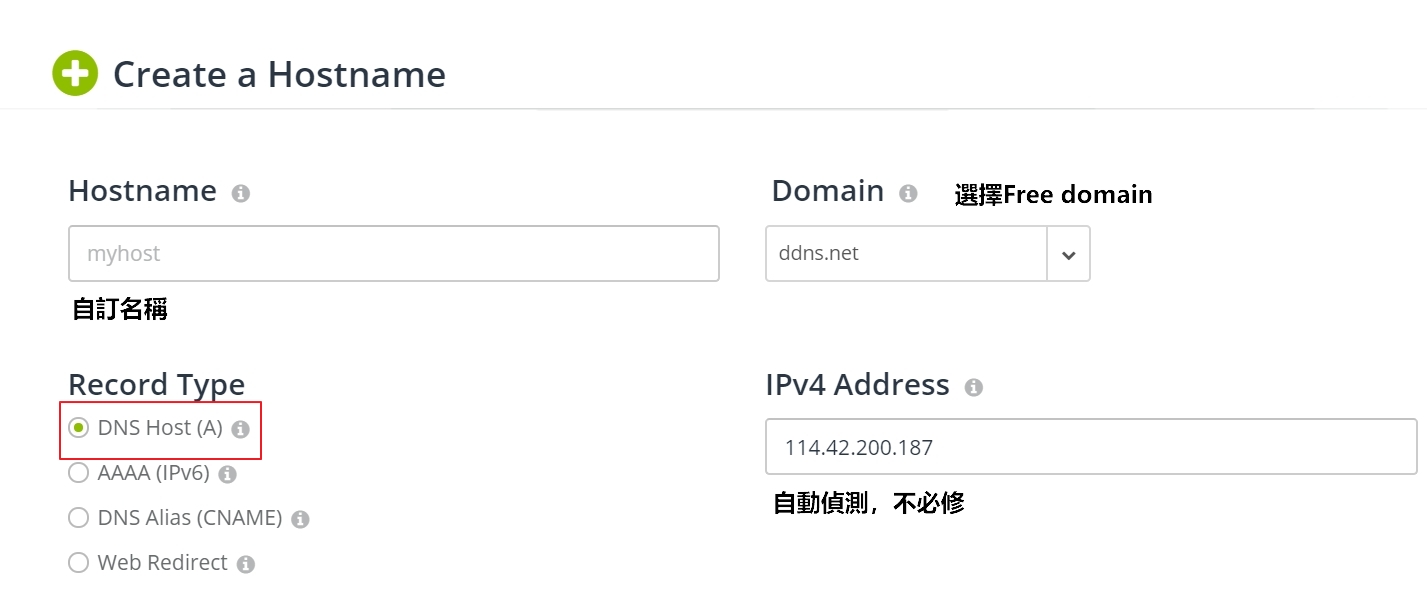 Create a Hostname
Hostname
Domain
選擇Free domain
myhost
ddns.net
自訂名稱
Record Type
IPv4 Address
DNS Host (A)
114.42.200.187
AAAA (IPv6)
自動偵測，不必修
DNS Alias (CNAME)
Web Redirect